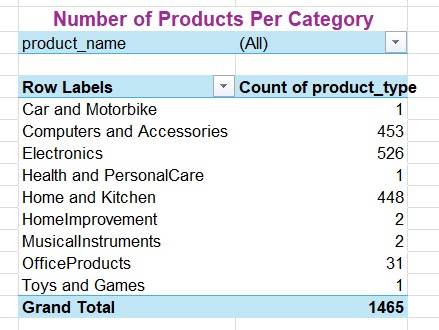 Number of Products Per Category
product_name (All)
Row Labels Count of product_type
Car and Motorbike 1
Computers and Accessories 453
Electronics 526
Health and PersonalCare 1
Home and Kitchen 448
HomeImprovement 2
MusicalInstruments 2
OfficeProducts 31
Toys and Games 1
Grand Total 1465